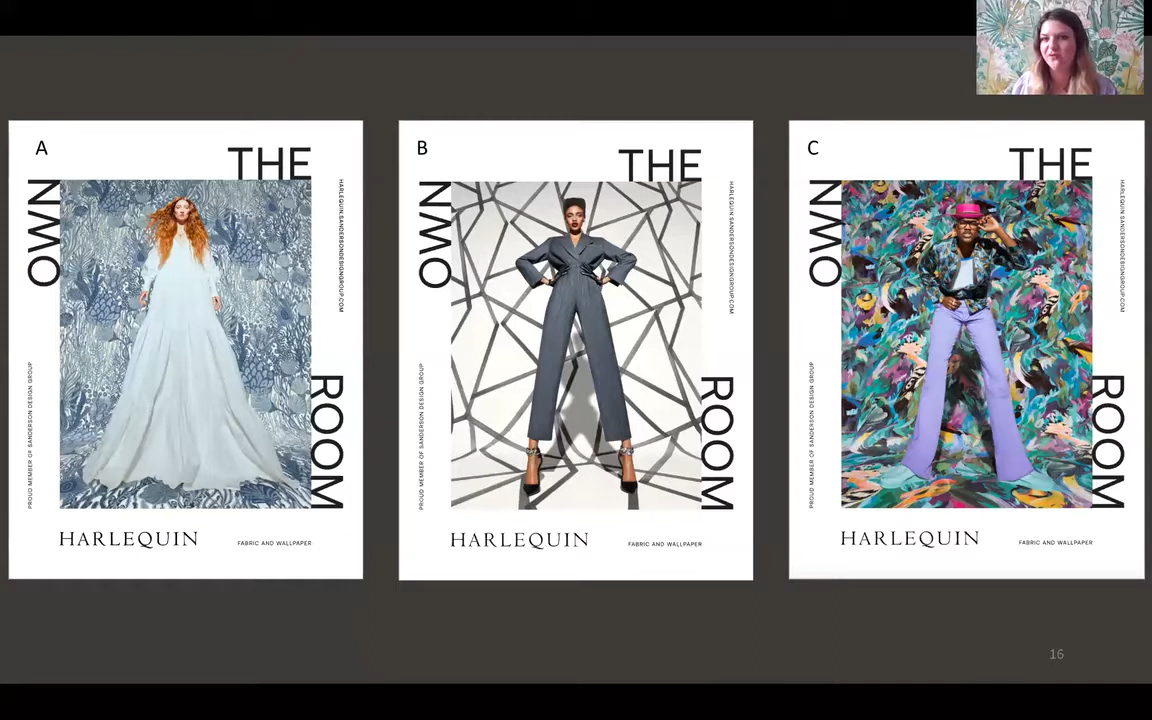 A
THE
OWN
HARLEQUIN.SANDERSONDESIGNGROUP.COM
PROUD MEMBER OF SANDERSON DESIGN GROUP
ROOM
HARLEQUIN
FABRIC AND WALLPAPER
B
THE
OWN
HARLEQUIN.SANDERSONDESIGNGROUP.COM
PROUD MEMBER OF SANDERSON DESIGN GROUP
ROOM
HARLEQUIN
FABRIC AND WALLPAPER
C
THE
OWN
HARLEQUIN.SANDERSONDESIGNGROUP.COM
PROUD MEMBER OF SANDERSON DESIGN GROUP
ROOM
HARLEQUIN
FABRIC AND WALLPAPER
16